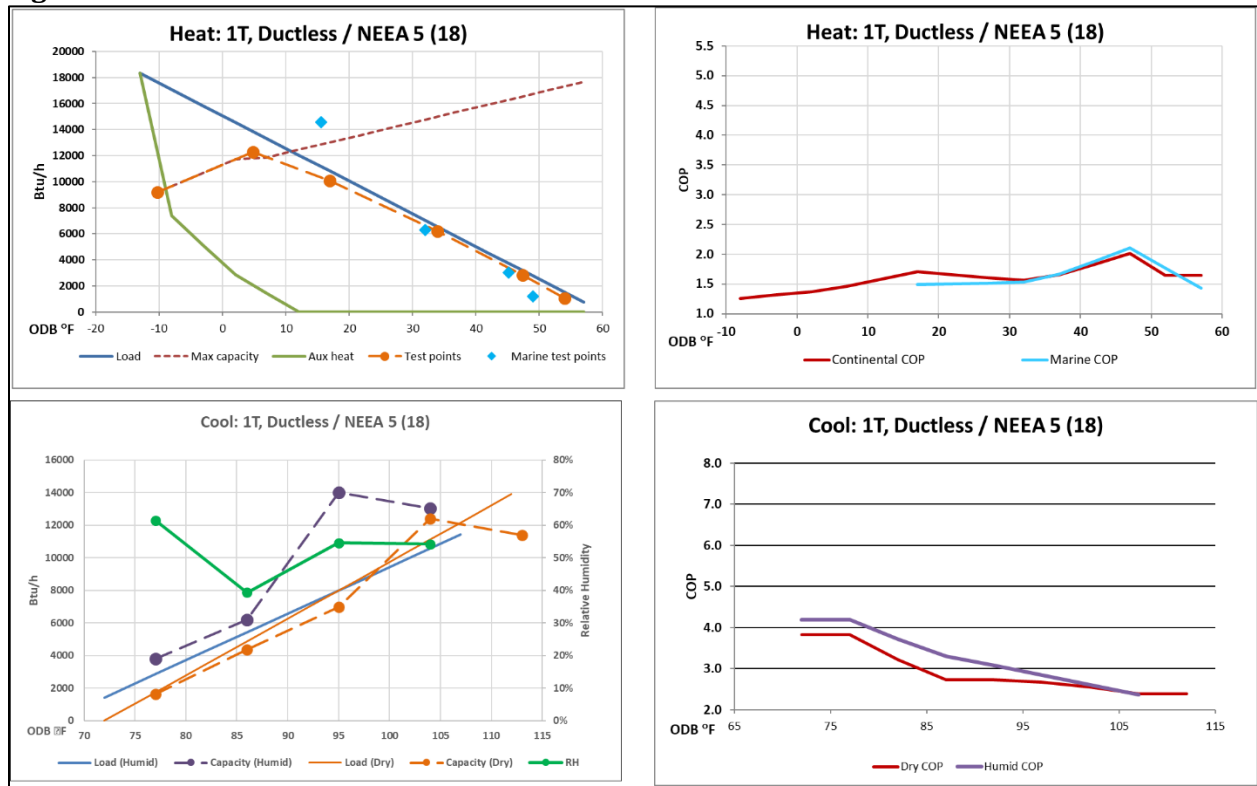 Heat: 1T, Ductless / NEEA 5 (18)
20000
18000
16000
14000
12000
10000
8000
6000
4000
2000
0
Btu/h
-20 -10 0 10 20 30 40 50 60
ODB °F
Load Max capacity Aux heat Test points Marine test points
Heat: 1T, Ductless / NEEA 5 (18)
5.5
5.0
4.5
4.0
3.5
3.0
2.5
2.0
1.5
1.0
COP
-10 0 10 20 30 40 50 60
ODB °F
Continental COP Marine COP
Cool: 1T, Ductless / NEEA 5 (18)
16000
14000
12000
10000
8000
6000
4000
2000
0
Btu/h
80%
70%
60%
50%
40%
30%
20%
10%
0%
Relative Humidity
ODB F
70 75 80 85 90 95 100 105 110 115
Load (Humid) Capacity (Humid) Load (Dry) Capacity (Dry) RH
Cool: 1T, Ductless / NEEA 5 (18)
8.0
7.0
6.0
5.0
4.0
3.0
2.0
COP
ODB °F
65 75 85 95 105 115
Dry COP Humid COP